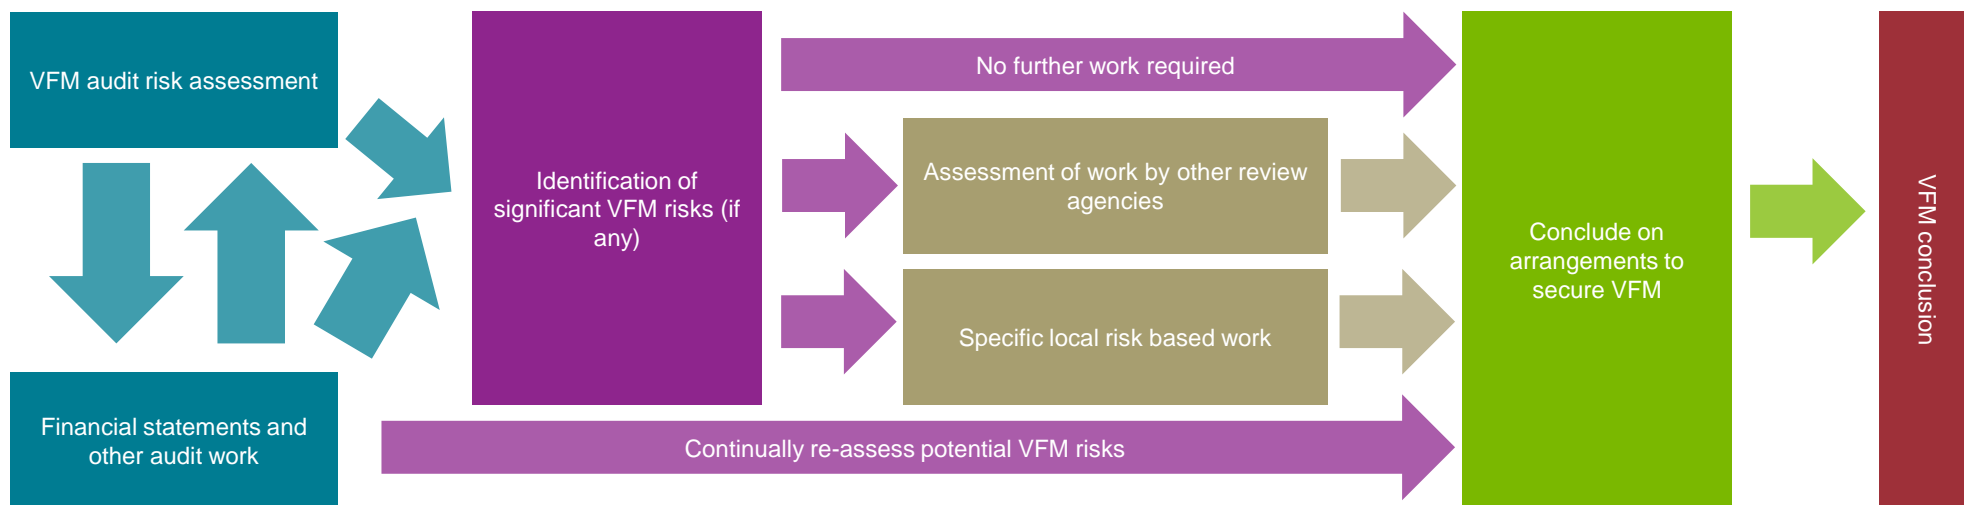 VFM audit risk assessment
Financial statements and
other audit work
Identification of
significant VFM risks (if
any)
No further work required
Assessment of work by other review
agencies
Specific local risk based work
Continually re-assess potential VFM risks
Conclude on
arrangements to
secure VFM
VFM conclusion